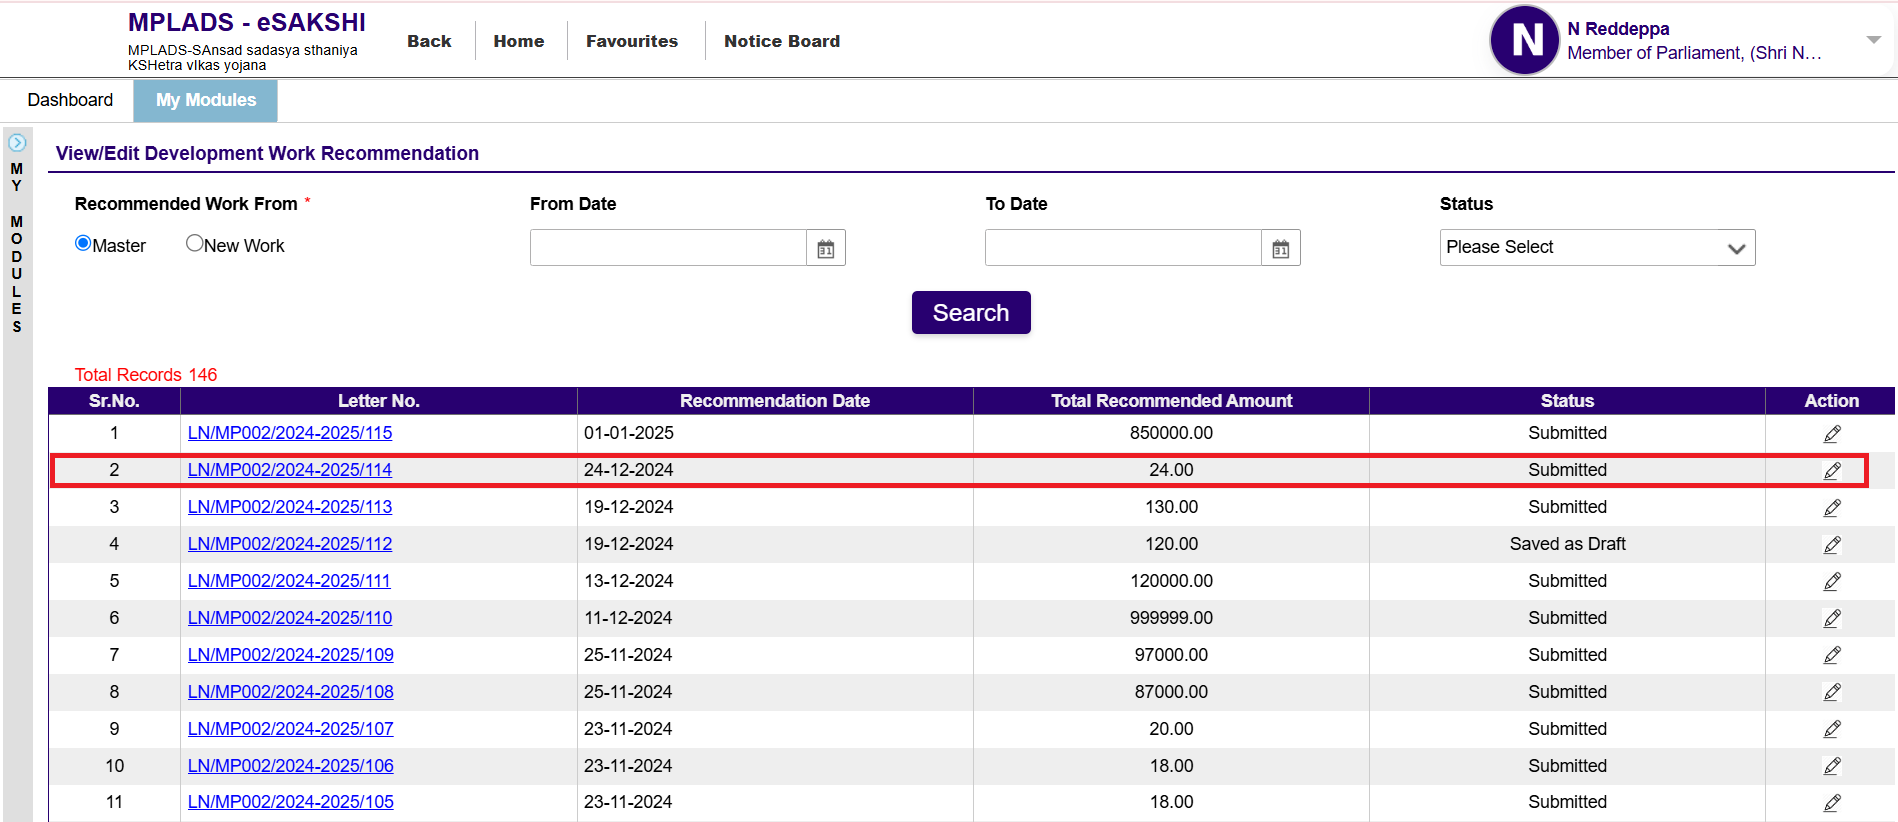 MPLADS - eSAKSHI
MPLADS-SAnsad sadasya sthaniya
KSHetra vIkas yojana
Back
Home
Favourites
Notice Board
N
N Reddeppa
Member of Parliament, (Shri N...
Dashboard
My Modules
MY MODULES
View/Edit Development Work Recommendation
Recommended Work From *
From Date
To Date
Status
Master
New Work
31
31
Please Select
Search
Total Records 146
Sr.No. Letter No. Recommendation Date Total Recommended Amount Status Action
1 LN/MP002/2024-2025/115 01-01-2025 850000.00 Submitted
2 LN/MP002/2024-2025/114 24-12-2024 24.00 Submitted
3 LN/MP002/2024-2025/113 19-12-2024 130.00 Submitted
4 LN/MP002/2024-2025/112 19-12-2024 120.00 Saved as Draft
5 LN/MP002/2024-2025/111 13-12-2024 120000.00 Submitted
6 LN/MP002/2024-2025/110 11-12-2024 999999.00 Submitted
7 LN/MP002/2024-2025/109 25-11-2024 97000.00 Submitted
8 LN/MP002/2024-2025/108 25-11-2024 87000.00 Submitted
9 LN/MP002/2024-2025/107 23-11-2024 20.00 Submitted
10 LN/MP002/2024-2025/106 23-11-2024 18.00 Submitted
11 LN/MP002/2024-2025/105 23-11-2024 18.00 Submitted